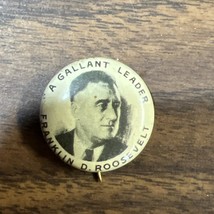 A GALLANT LEADER
FRANKLIN D. ROOSEVELT